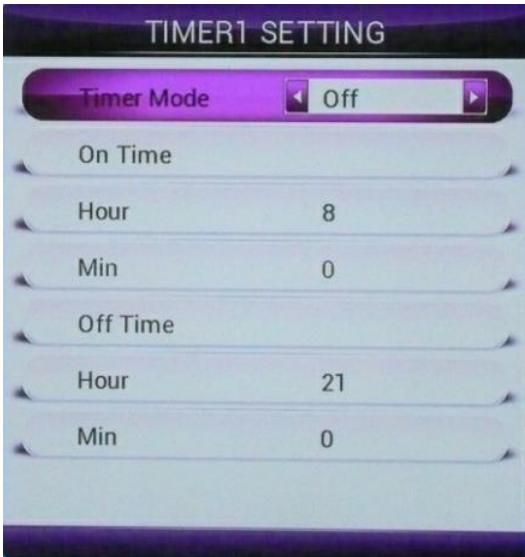 TIMER1 SETTING
Timer Mode Off
On Time
Hour 8
Min 0
Off Time
Hour 21
Min 0